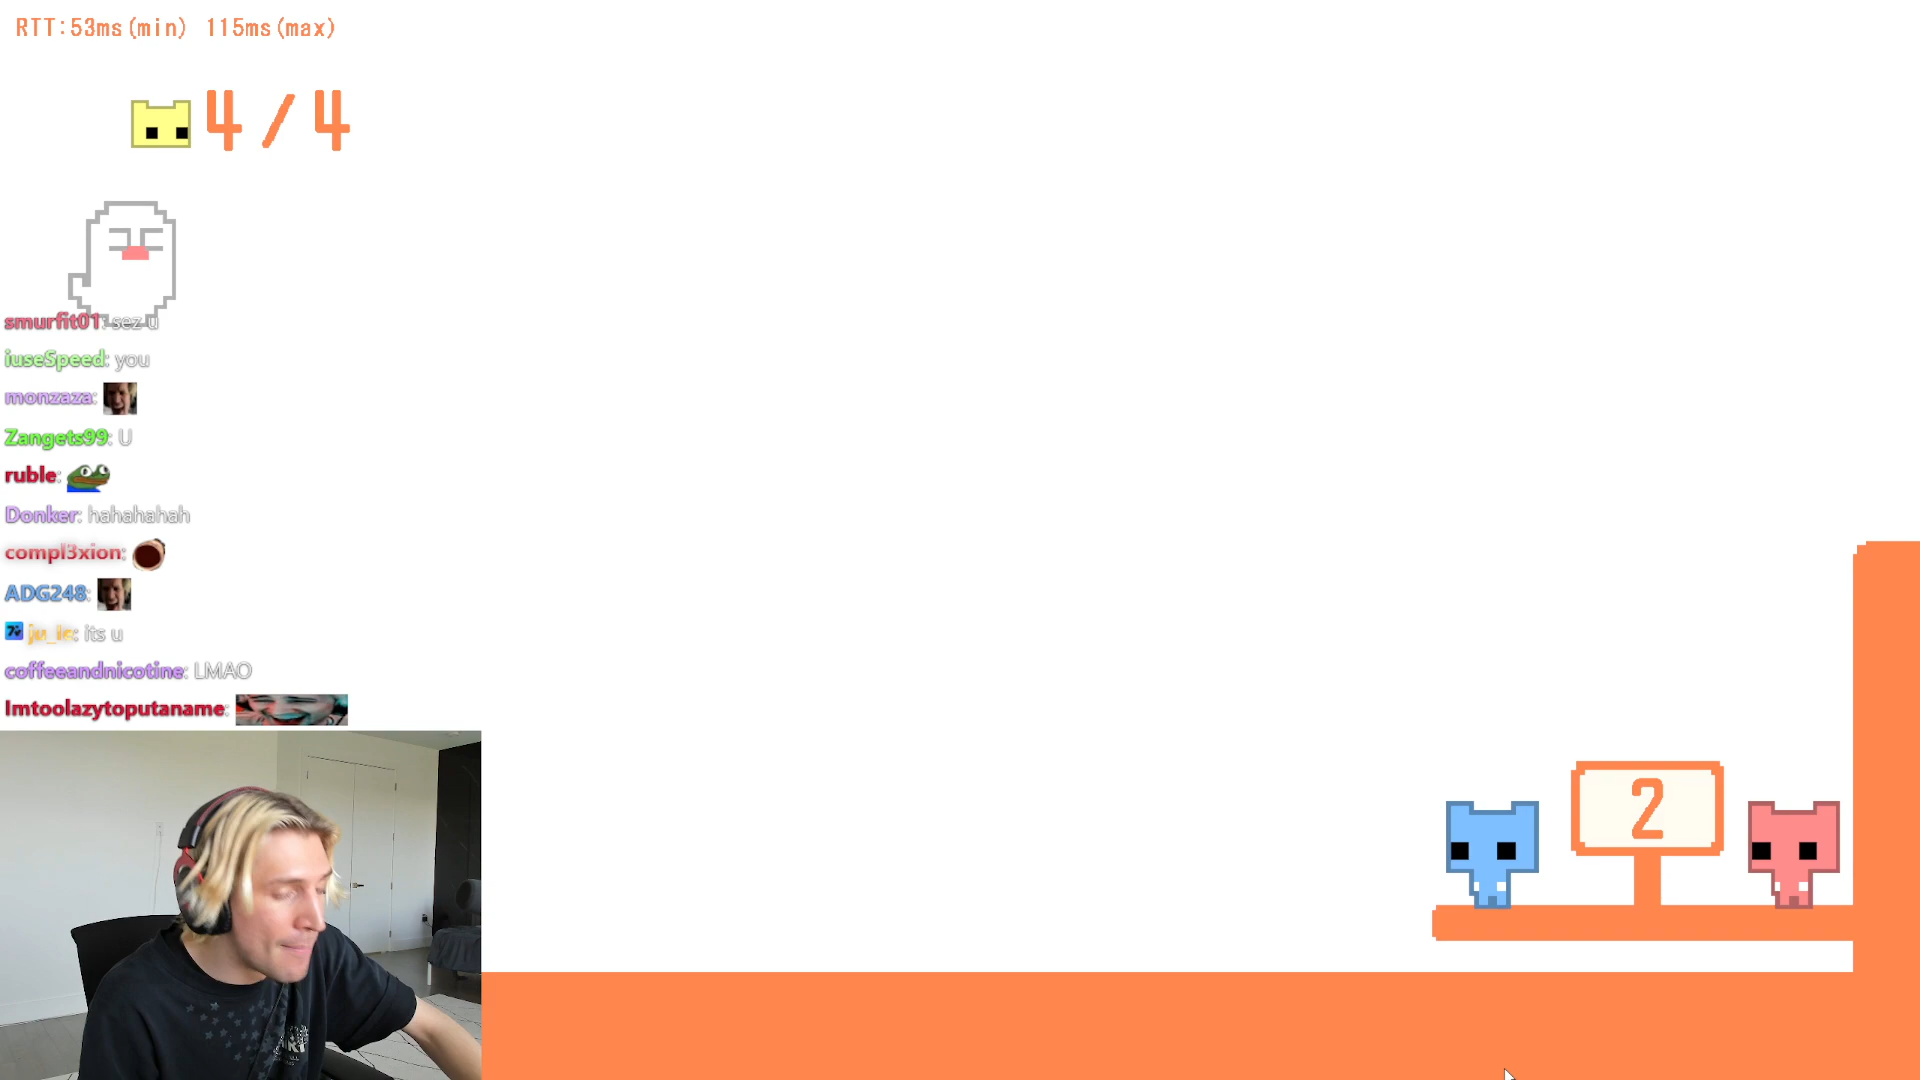 RTT:53ms(min) 115ms(max)
4/4
smurfit01: sez u
iuseSpeed: you
monzaza:
Zangets99: U
ruble:
Donker: hahahahah
compl3xion:
ADG248:
ju_le: its u
coffeeandnicotine: LMAO
Imtoolazytoputaname:
2